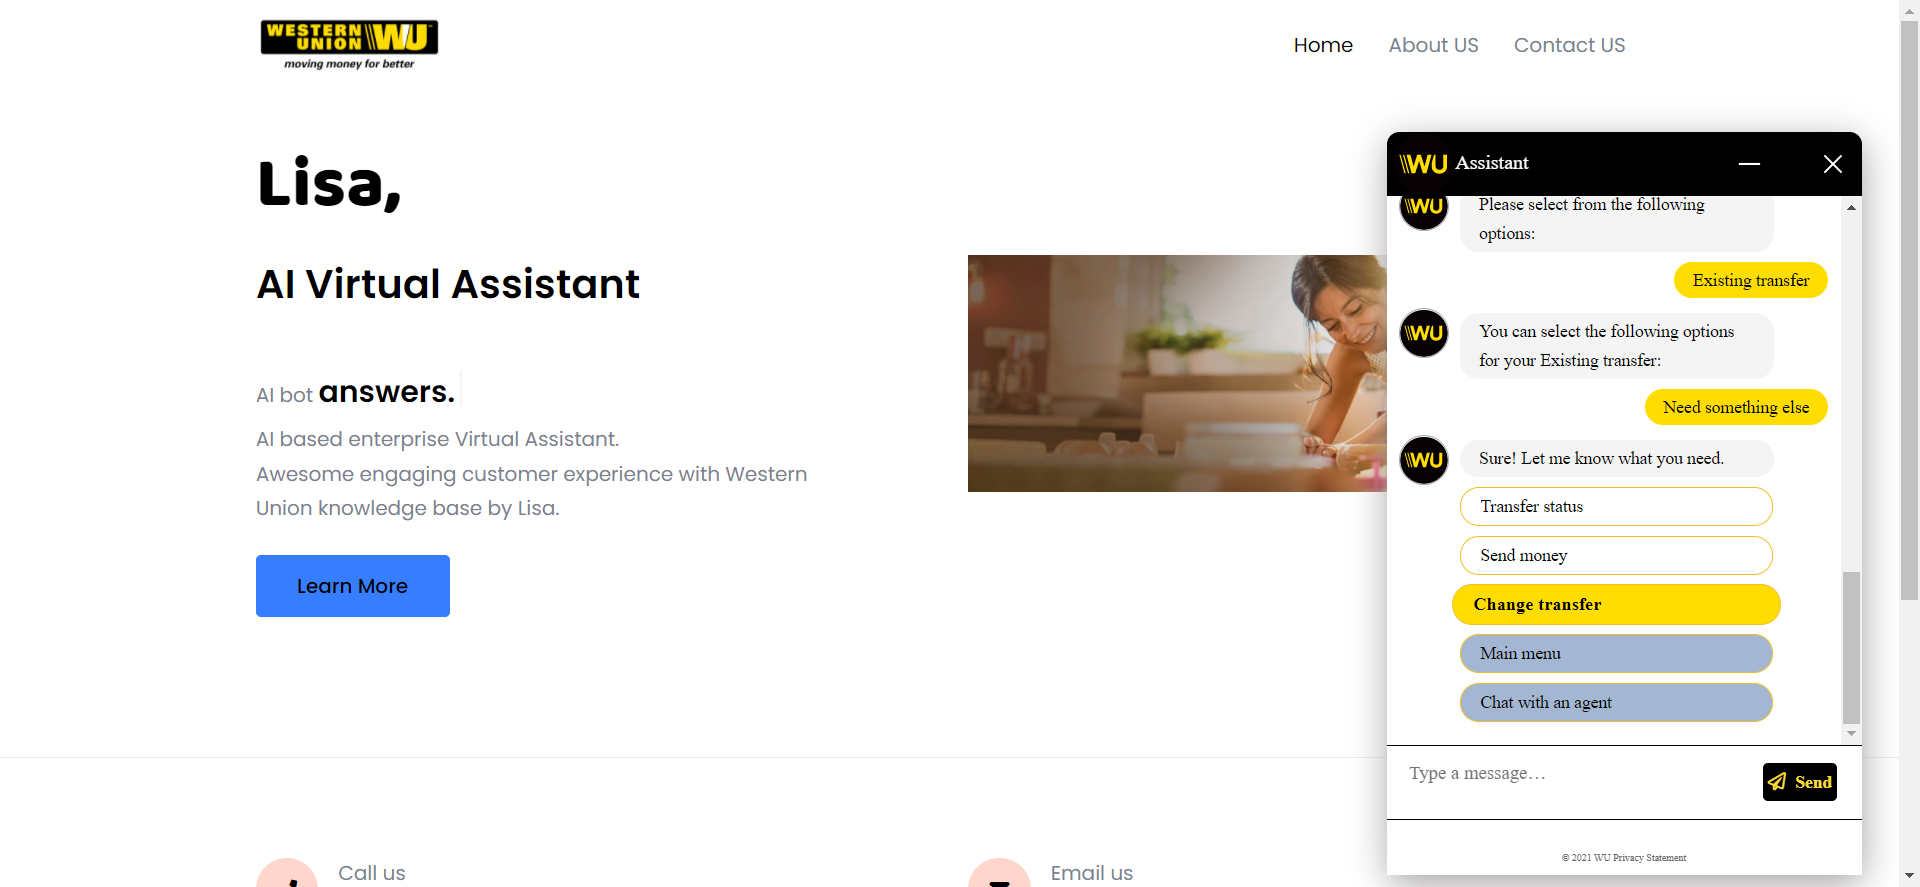 WESTERN
UNION WU
moving money for better
Home About US Contact US
Lisa,
AI Virtual Assistant
AI bot answers.
AI based enterprise Virtual Assistant.
Awesome engaging customer experience with Western
Union knowledge base by Lisa.
Learn More
Call us
Email us
WU Assistant
WU
Please select from the following
options:
Existing transfer
WU
You can select the following options
for your Existing transfer:
Need something else
WU
Sure! Let me know what you need.
Transfer status
Send money
Change transfer
Main menu
Chat with an agent
Type a message...
Send
© 2021 WU Privacy Statement